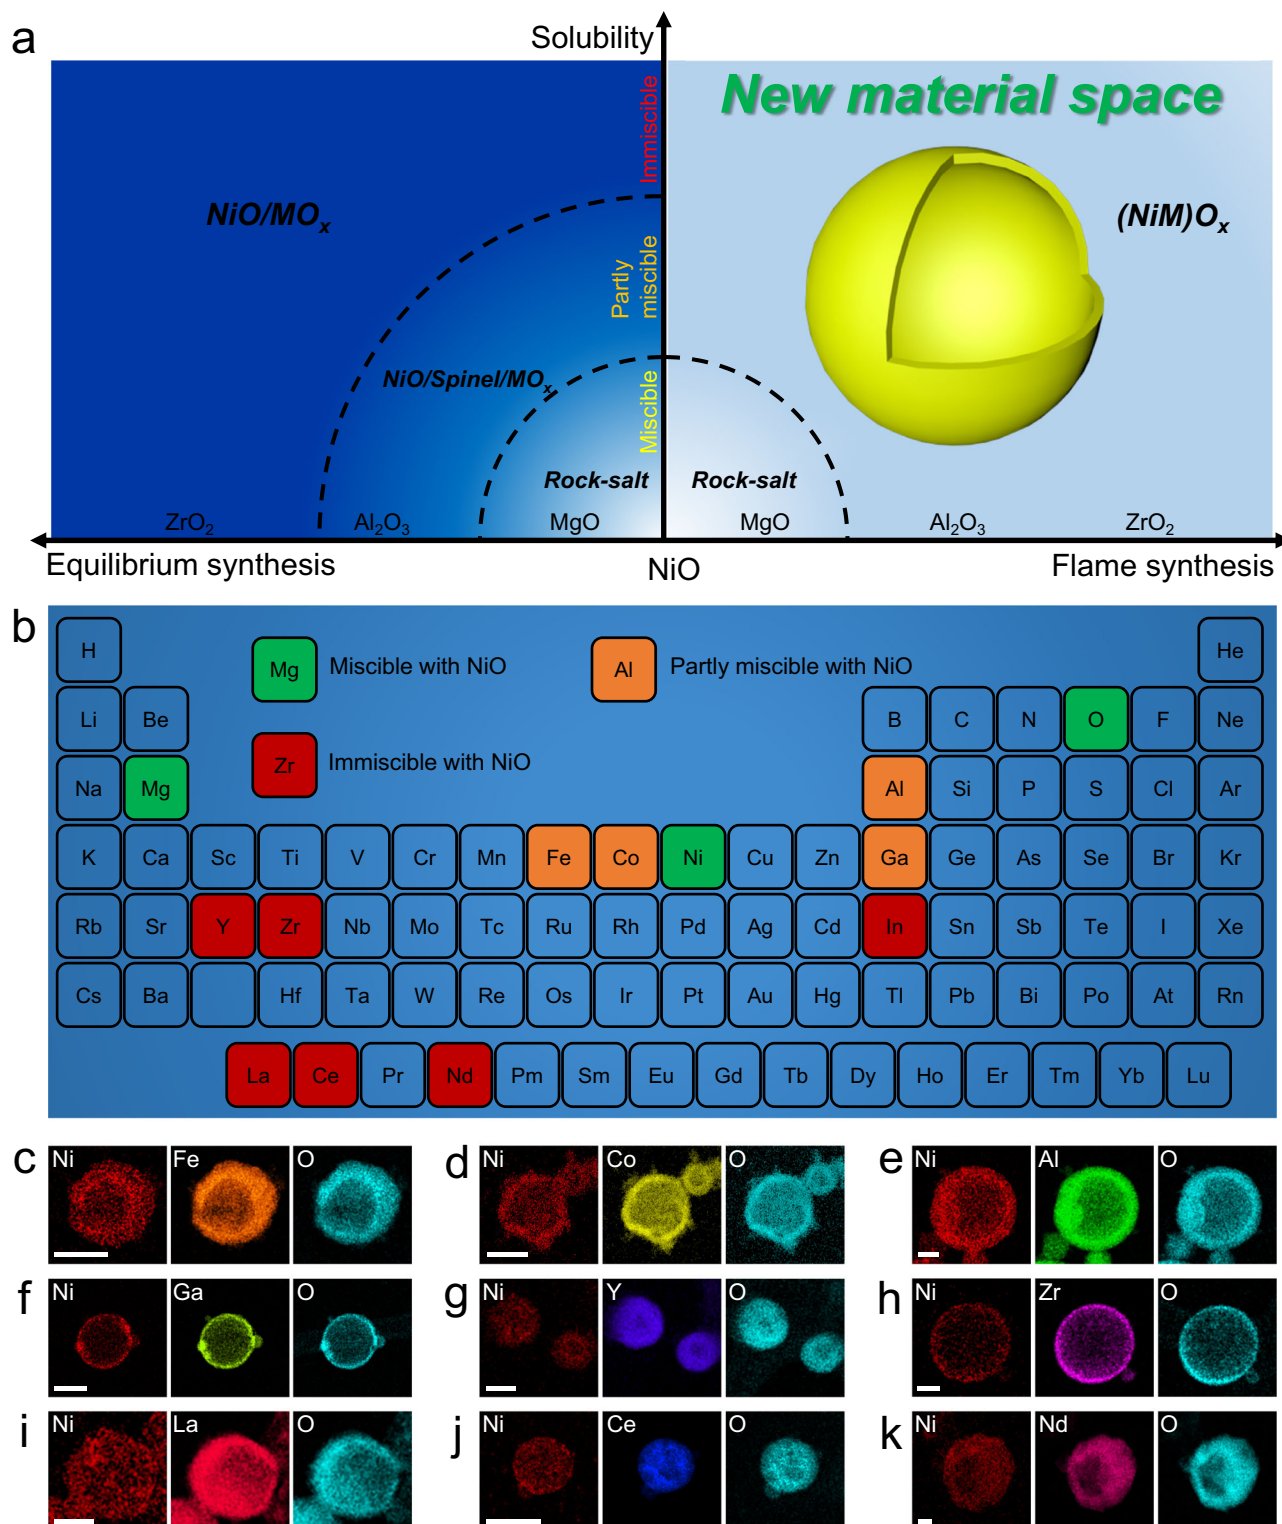 a
Solubility
New material space
Immiscible
NiO/MOₓ
(NiM)Oₓ
Partly
miscible
NiO/Spinel/MOₓ
Miscible
Rock-salt
Rock-salt
ZrO₂
Al₂O₃
MgO
MgO
Al₂O₃
ZrO₂
Equilibrium synthesis
NiO
Flame synthesis
b
H
Mg Miscible with NiO
Al Partly miscible with NiO
He
Li Be B C N O F Ne
Zr Immiscible with NiO
Na Mg Al Si P S Cl Ar
K Ca Sc Ti V Cr Mn Fe Co Ni Cu Zn Ga Ge As Se Br Kr
Rb Sr Y Zr Nb Mo Tc Ru Rh Pd Ag Cd In Sn Sb Te I Xe
Cs Ba Hf Ta W Re Os Ir Pt Au Hg Tl Pb Bi Po At Rn
La Ce Pr Nd Pm Sm Eu Gd Tb Dy Ho Er Tm Yb Lu
c Ni Fe O
d Ni Co O
e Ni Al O
f Ni Ga O
g Ni Y O
h Ni Zr O
i Ni La O
j Ni Ce O
k Ni Nd O